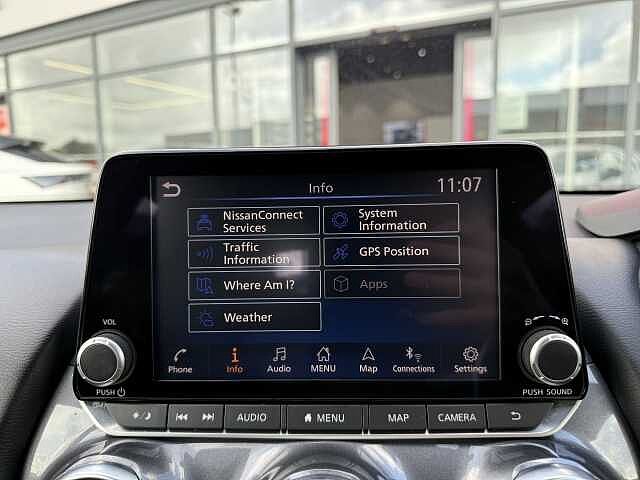 Info
11:07
NissanConnect
Services
System
Information
Traffic
Information
GPS Position
Where Am I?
Apps
Weather
Phone
Info
Audio
MENU
Map
Connections
Settings
VOL
PUSH
PUSH SOUND
AUDIO
MENU
MAP
CAMERA